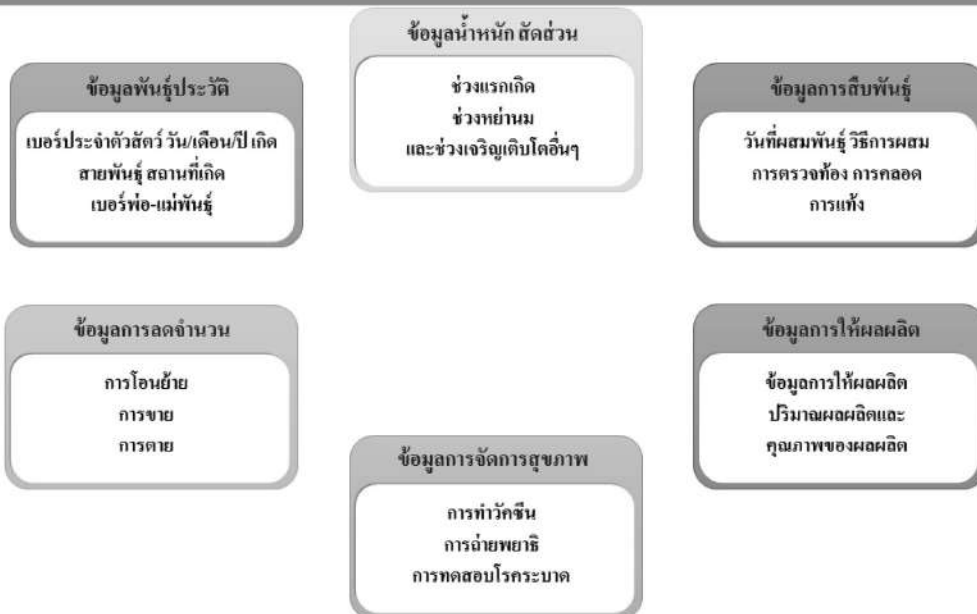 ข้อมูลน้ำหนัก สัดส่วน
ช่วงแรกเกิด
ช่วงหย่านม
และช่วงเจริญเติบโตอื่นๆ
ข้อมูลพันธุ์ประวัติ
เบอร์ประจำตัวสัตว์ วัน/เดือน/ปี เกิด
สายพันธุ์ สถานที่เกิด
เบอร์พ่อ-แม่พันธุ์
ข้อมูลการสืบพันธุ์
วันที่ผสมพันธุ์ วิธีการผสม
การตรวจท้อง การคลอด
การแท้ง
ข้อมูลการลดจำนวน
การโอนย้าย
การขาย
การตาย
ข้อมูลการให้ผลผลิต
ข้อมูลการให้ผลผลิต
ปริมาณผลผลิตและ
คุณภาพของผลผลิต
ข้อมูลการจัดการสุขภาพ
การทำวัคซีน
การถ่ายพยาธิ
การทดสอบโรคระบาด